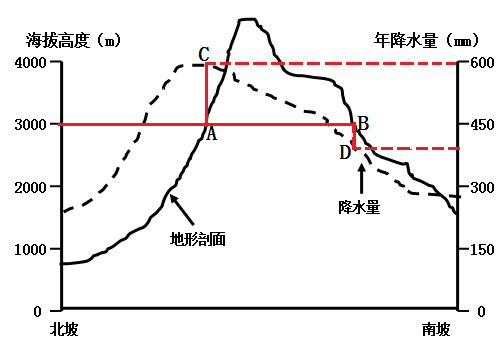 海拔高度（m）
年降水量（mm）
4000
3000
2000
1000
0
600
450
300
150
0
C
A
B
D
地形剖面
降水量
北坡
南坡